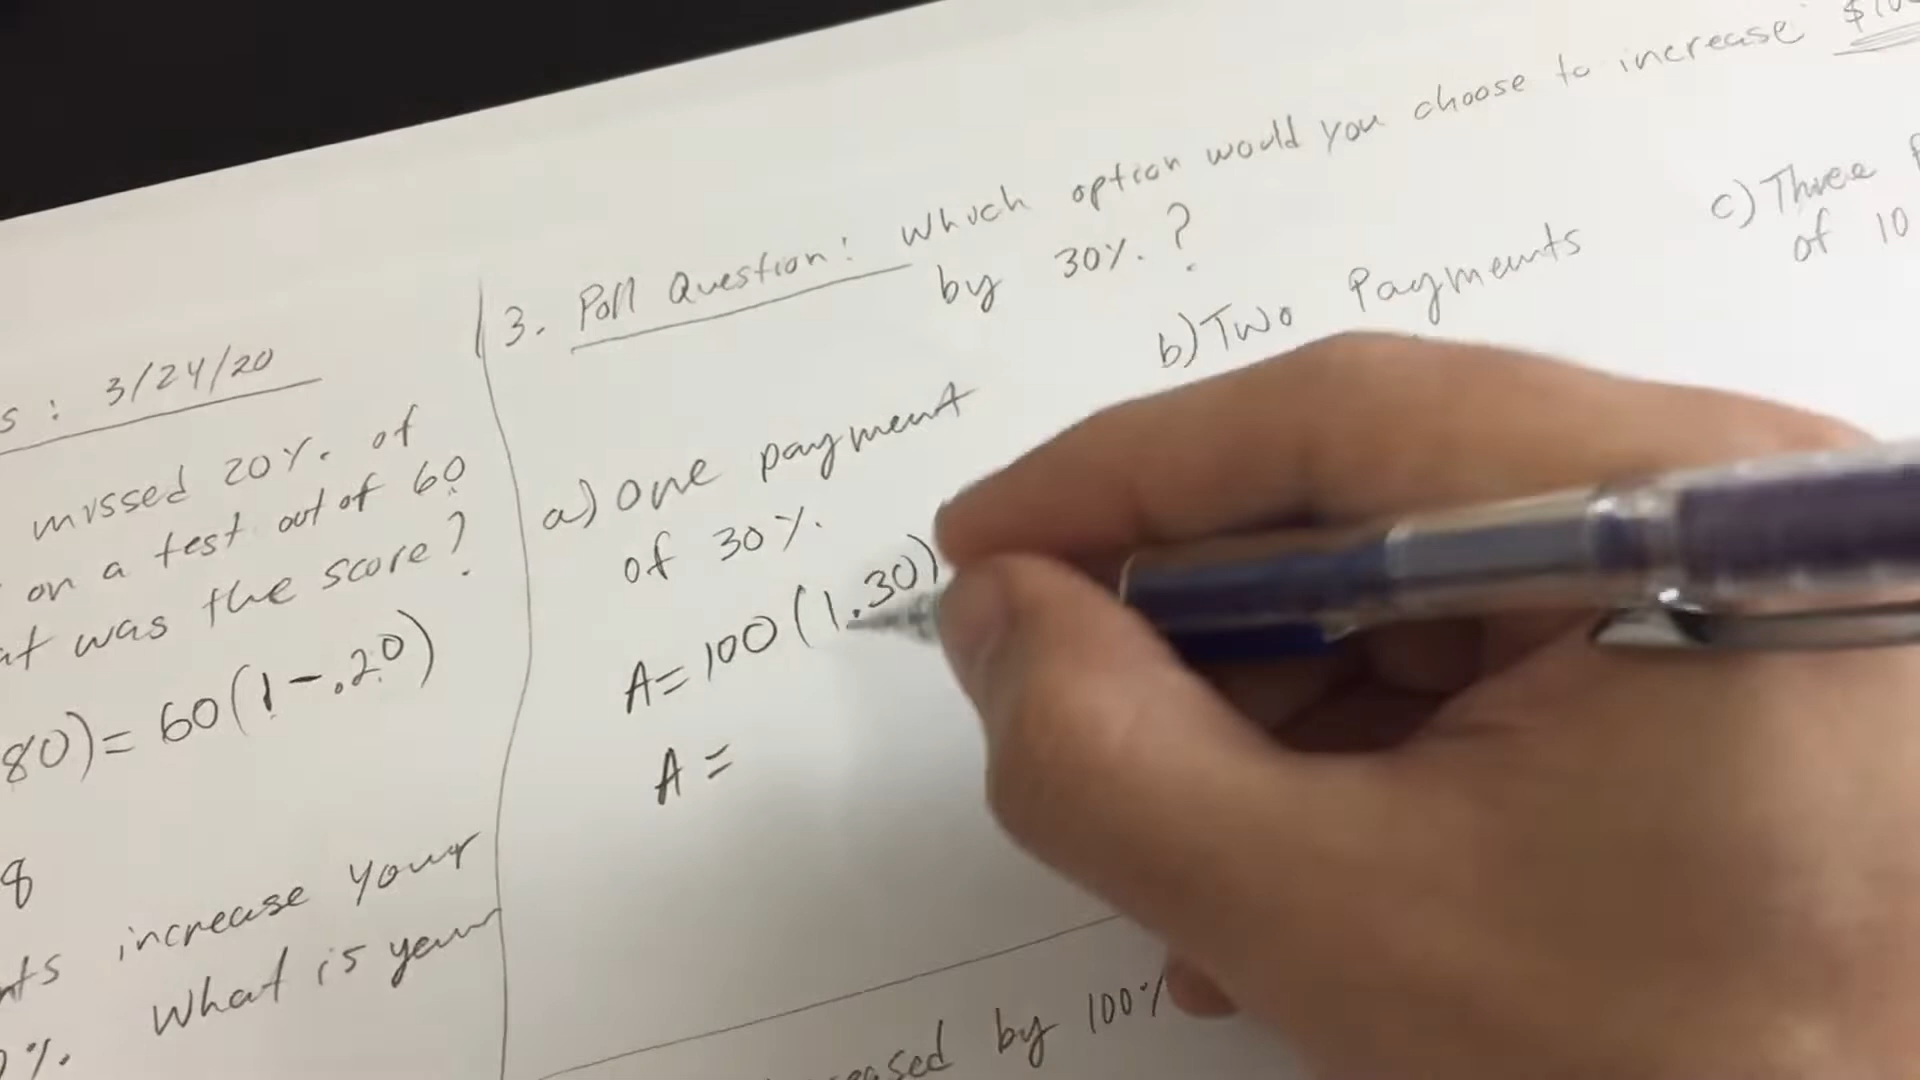 s: 3/24/20
missed 20%. of
on a test out of 60
at was the score?
80) = 60(1-.20)
8
nts increase your
%. What is your
3. Poll Question: Which option would you choose to increase
by 30%.?
a) one payment
of 30%.
A = 100(1.30)
A =
b) Two Payments
c) Three
of 10
eased by 100%